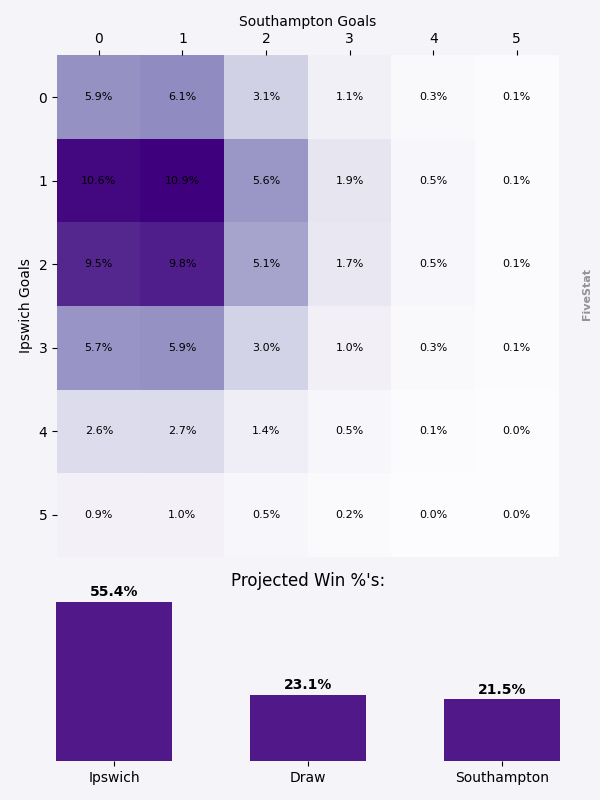 Southampton Goals
0 1 2 3 4 5
0 5.9% 6.1% 3.1% 1.1% 0.3% 0.1%
1 10.6% 10.9% 5.6% 1.9% 0.5% 0.1%
2 9.5% 9.8% 5.1% 1.7% 0.5% 0.1%
3 5.7% 5.9% 3.0% 1.0% 0.3% 0.1%
4 2.6% 2.7% 1.4% 0.5% 0.1% 0.0%
5 0.9% 1.0% 0.5% 0.2% 0.0% 0.0%
Ipswich Goals
FiveStat
Projected Win %'s:
55.4% 23.1% 21.5%
Ipswich Draw Southampton